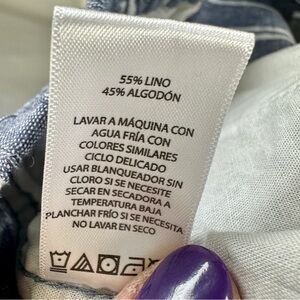 55% LINO
45% ALGODÓN
LAVAR A MÁQUINA CON
AGUA FRÍA CON
COLORES SIMILARES
CICLO DELICADO
USAR BLANQUEADOR SIN
CLORO SI SE NECESITE
SECAR EN SECADORA A
TEMPERATURA BAJA
PLANCHAR FRÍO SI SE NECESITE
NO LAVAR EN SECO